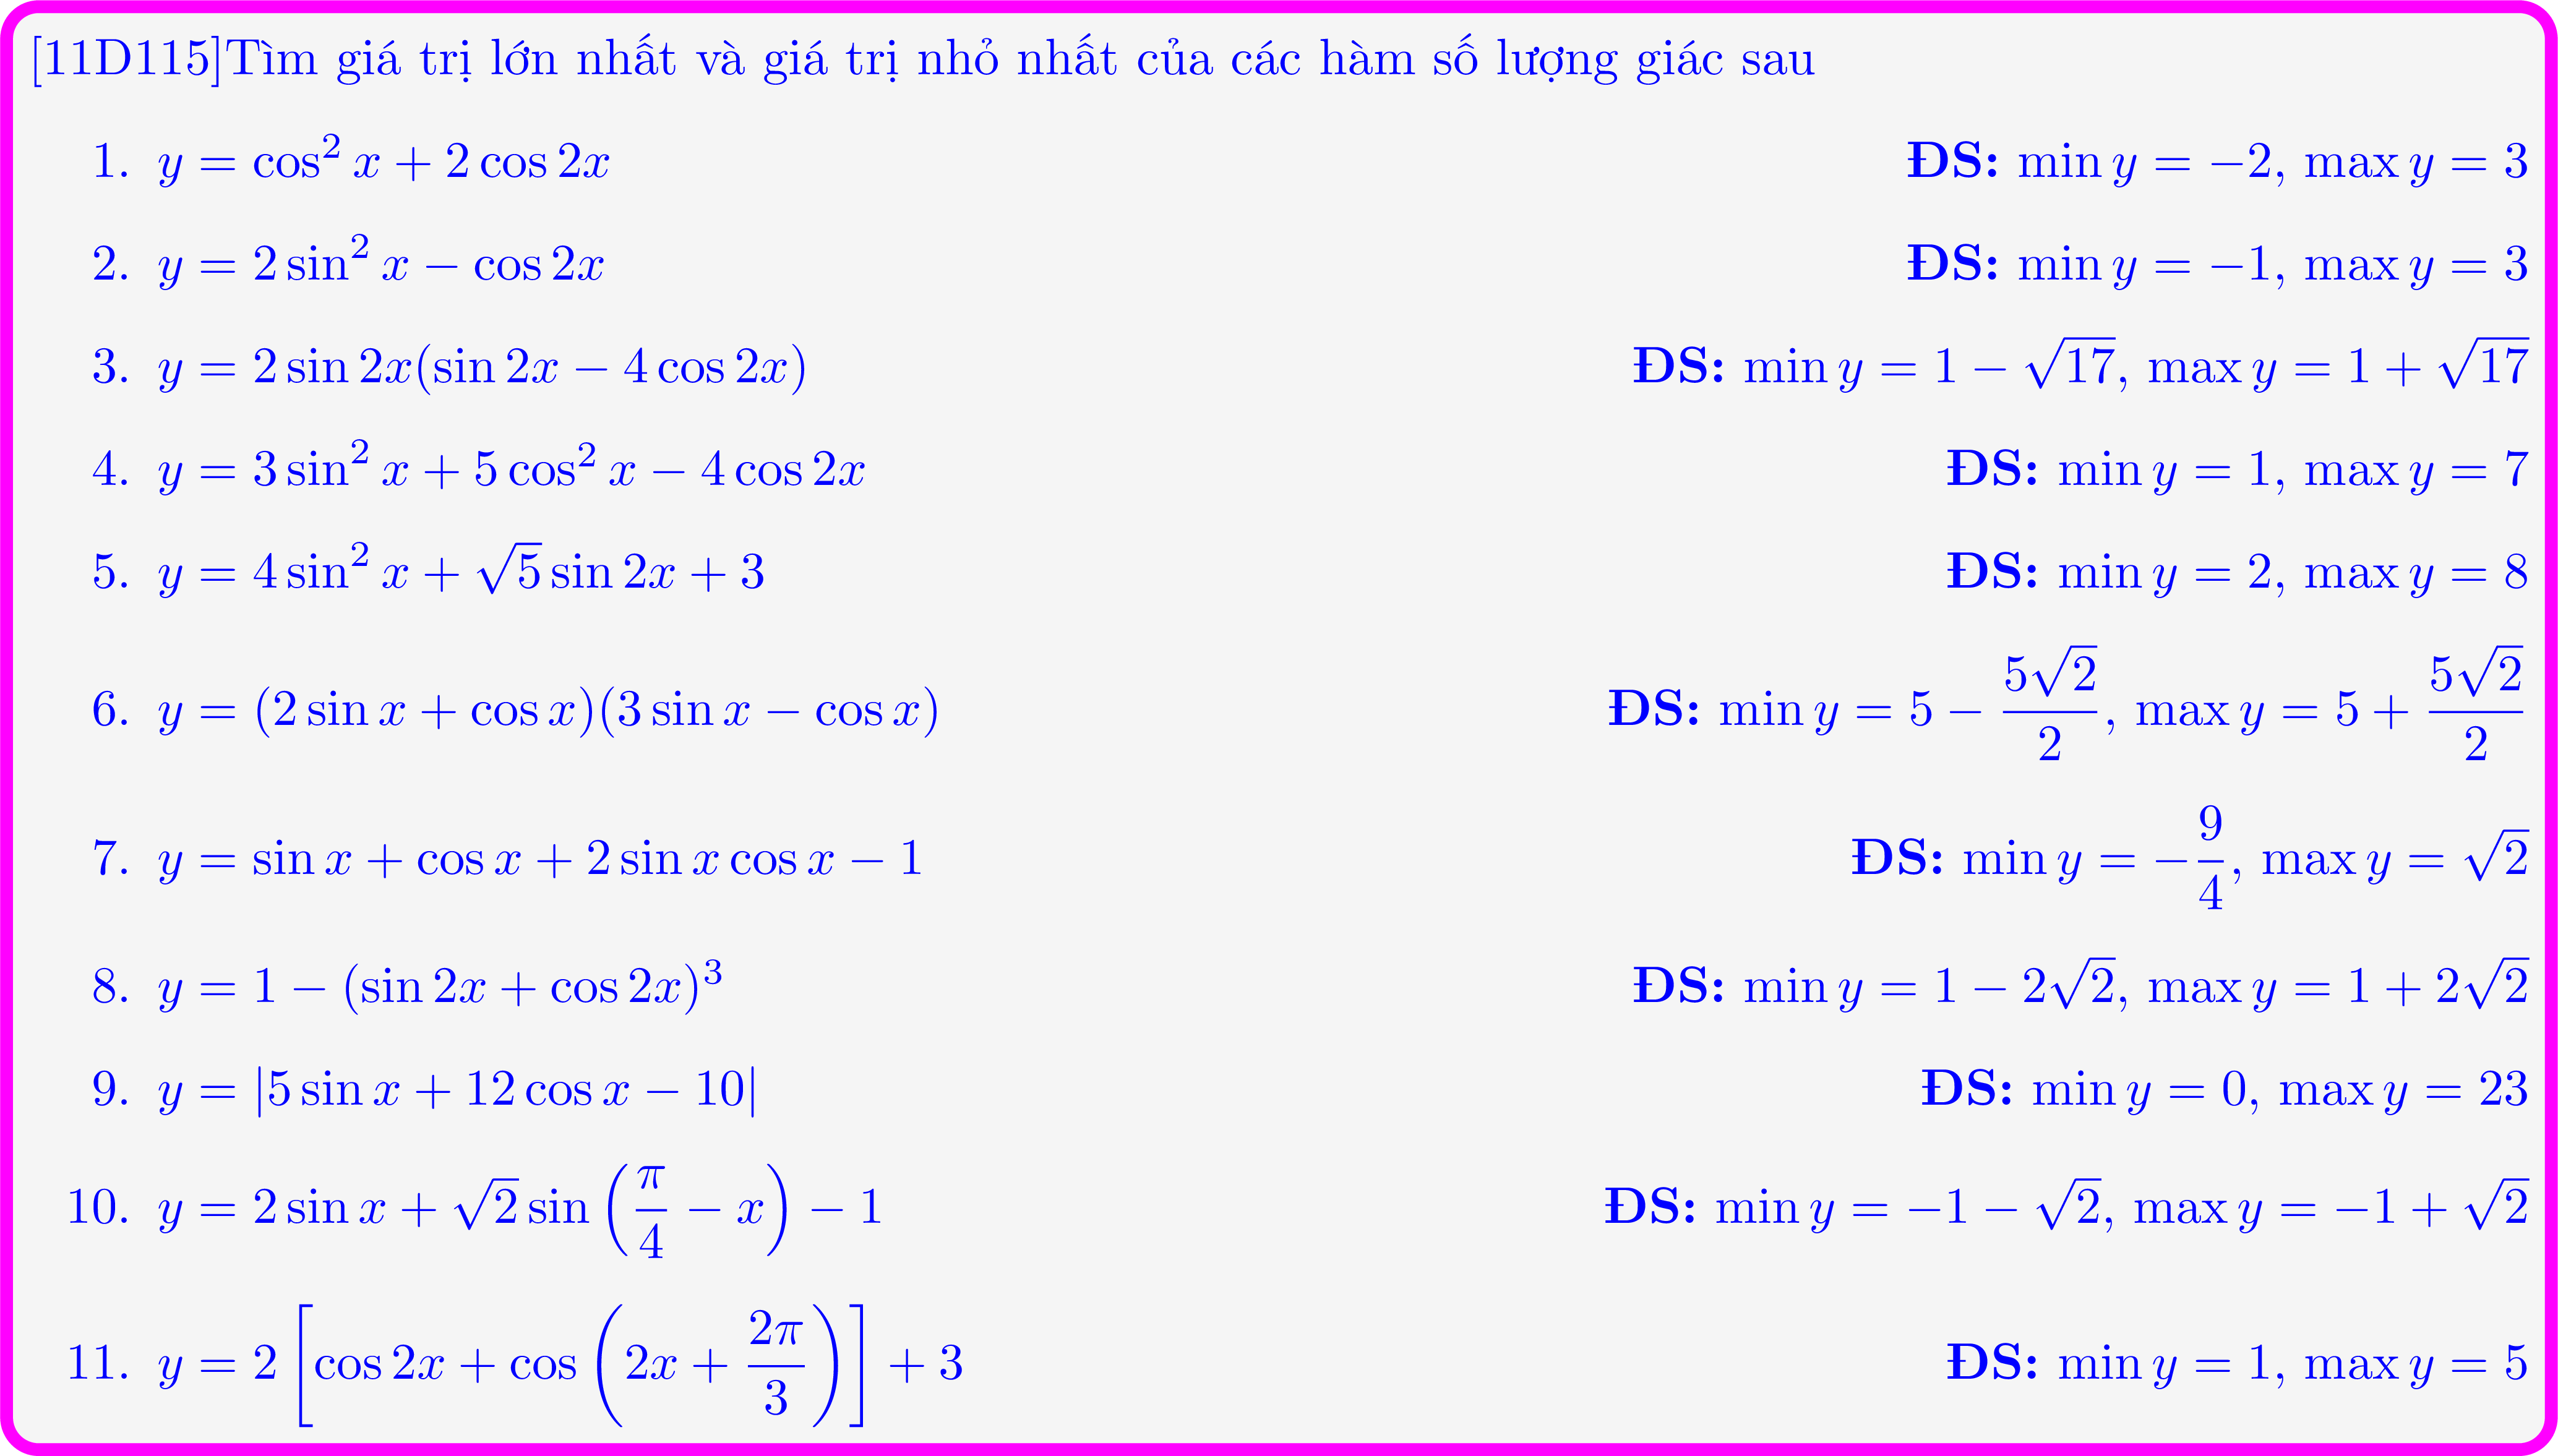 [11D115]Tìm giá trị lớn nhất và giá trị nhỏ nhất của các hàm số lượng giác sau
1. $y = \cos^2 x + 2\cos 2x$ ĐS: $\min y = -2$, $\max y = 3$
2. $y = 2\sin^2 x - \cos 2x$ ĐS: $\min y = -1$, $\max y = 3$
3. $y = 2\sin 2x(\sin 2x - 4\cos 2x)$ ĐS: $\min y = 1 - \sqrt{17}$, $\max y = 1 + \sqrt{17}$
4. $y = 3\sin^2 x + 5\cos^2 x - 4\cos 2x$ ĐS: $\min y = 1$, $\max y = 7$
5. $y = 4\sin^2 x + \sqrt{5}\sin 2x + 3$ ĐS: $\min y = 2$, $\max y = 8$
6. $y = (2\sin x + \cos x)(3\sin x - \cos x)$ ĐS: $\min y = 5 - \dfrac{5\sqrt{2}}{2}$, $\max y = 5 + \dfrac{5\sqrt{2}}{2}$
7. $y = \sin x + \cos x + 2\sin x\cos x - 1$ ĐS: $\min y = -\dfrac{9}{4}$, $\max y = \sqrt{2}$
8. $y = 1 - (\sin 2x + \cos 2x)^3$ ĐS: $\min y = 1 - 2\sqrt{2}$, $\max y = 1 + 2\sqrt{2}$
9. $y = |5\sin x + 12\cos x - 10|$ ĐS: $\min y = 0$, $\max y = 23$
10. $y = 2\sin x + \sqrt{2}\sin\left(\dfrac{\pi}{4} - x\right) - 1$ ĐS: $\min y = -1 - \sqrt{2}$, $\max y = -1 + \sqrt{2}$
11. $y = 2\left[\cos 2x + \cos\left(2x + \dfrac{2\pi}{3}\right)\right] + 3$ ĐS: $\min y = 1$, $\max y = 5$